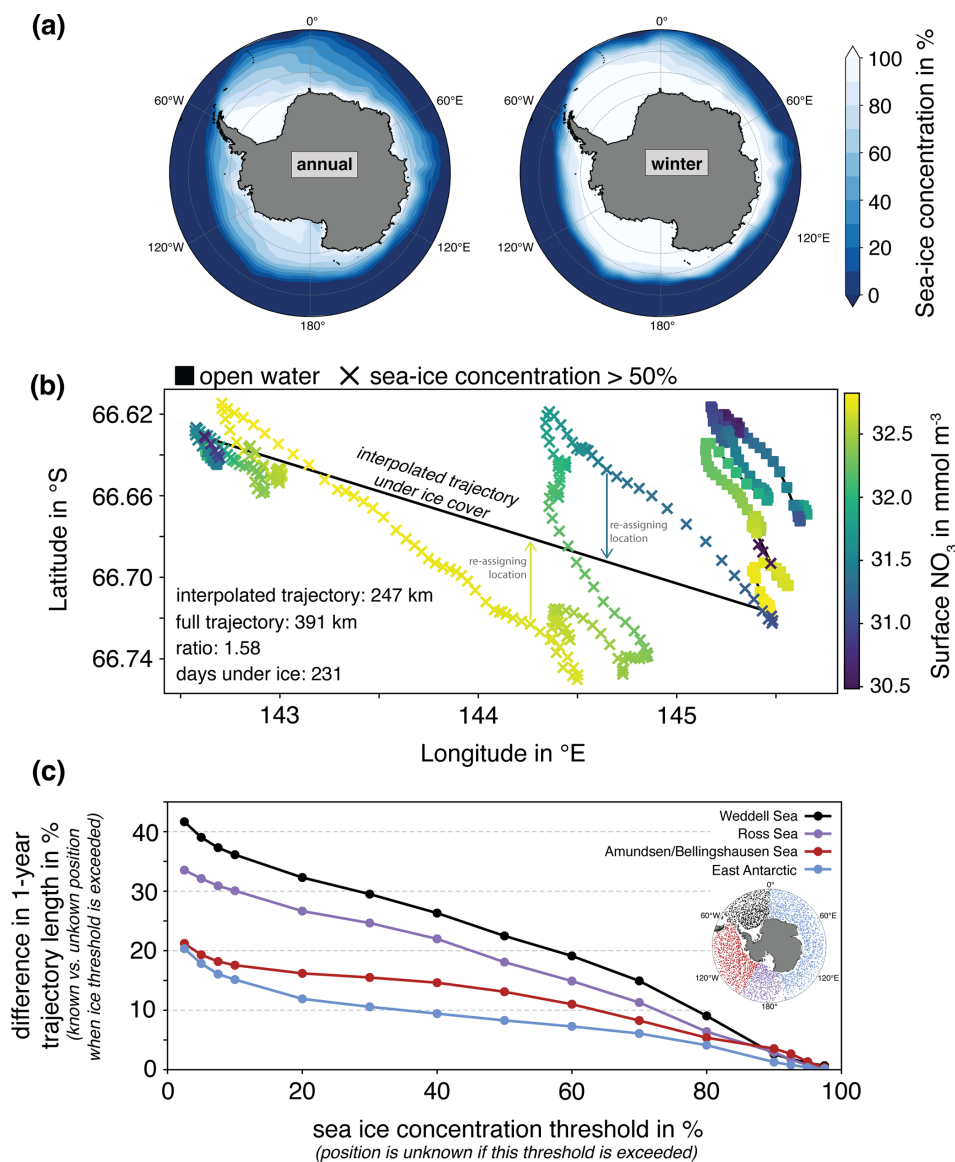 (a)
0°
0°
60°W
60°E
60°W
60°E
annual
winter
120°W
120°E
120°W
120°E
180°
180°
100
80
60
40
20
0
Sea-ice concentration in %
(b)
open water
sea-ice concentration > 50%
66.62
66.66
66.70
66.74
Latitude in °S
interpolated trajectory
under ice cover
re-assigning
location
re-assigning
location
interpolated trajectory: 247 km
full trajectory: 391 km
ratio: 1.58
days under ice: 231
143
144
145
Longitude in °E
32.5
32.0
31.5
31.0
30.5
Surface NO3 in mmol m-3
(c)
Weddell Sea
Ross Sea
Amundsen/Bellingshausen Sea
East Antarctic
0°
60°W
60°E
120°W
120°E
180°
40
30
20
10
0
difference in 1-year
trajectory length in %
(known vs. unknown position
when ice threshold is exceeded)
0
20
40
60
80
100
sea ice concentration threshold in %
(position is unknown if this threshold is exceeded)